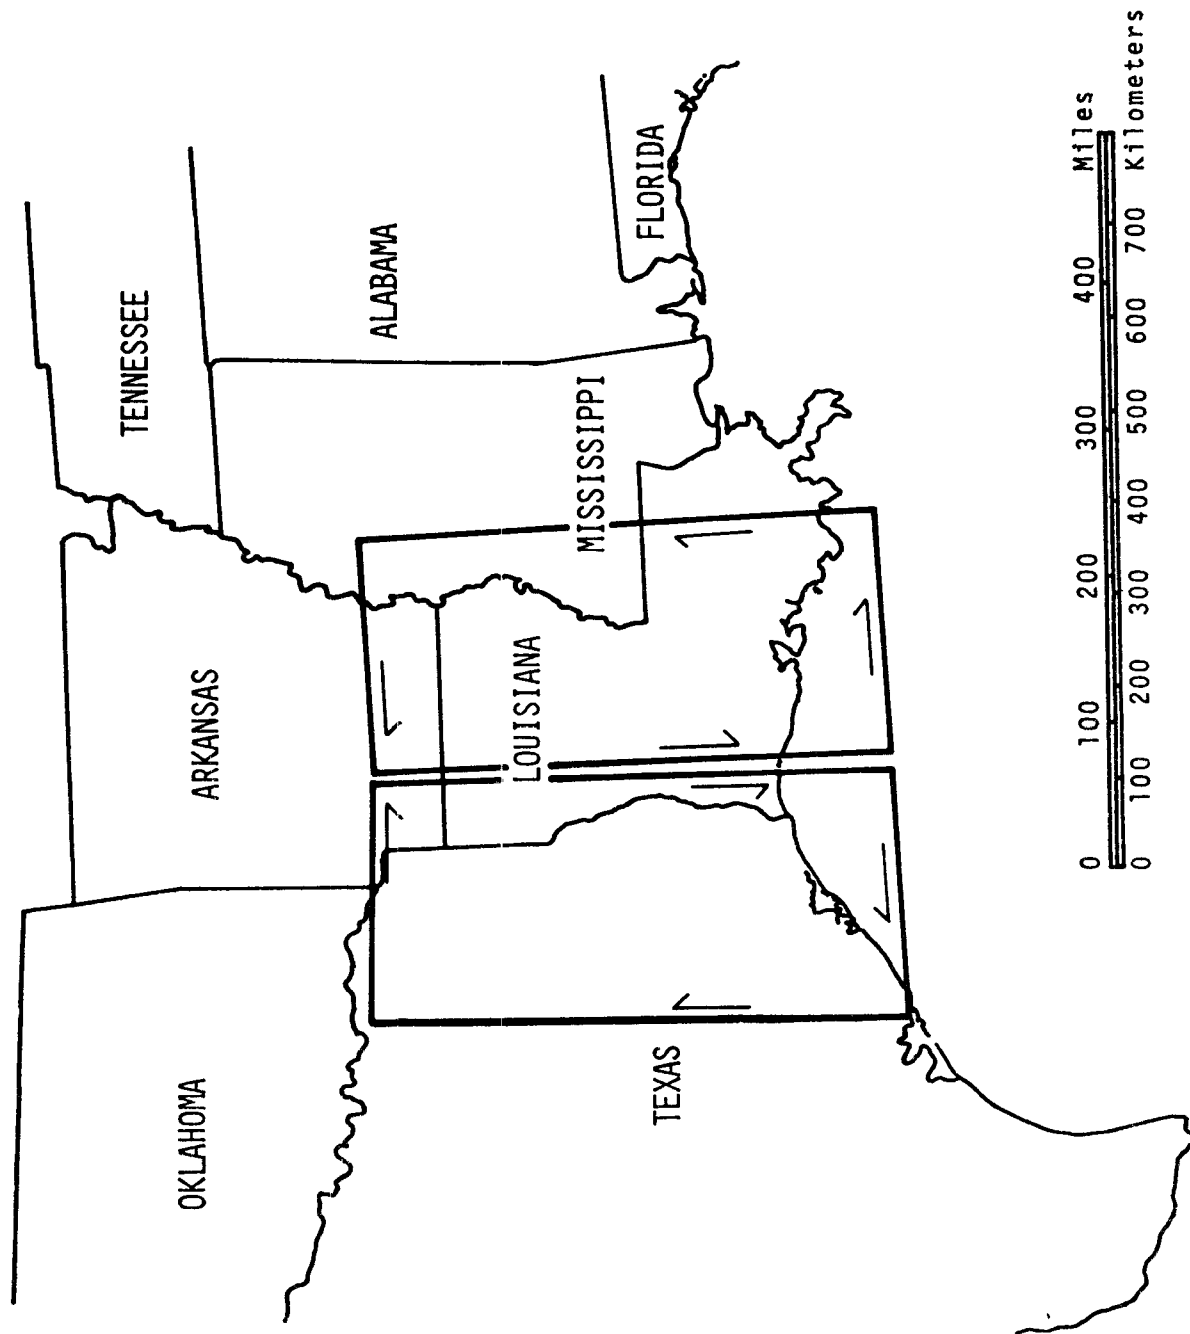 TENNESSEE
ARKANSAS
OKLAHOMA
ALABAMA
MISSISSIPPI
LOUISIANA
FLORIDA
TEXAS
0 100 200 300 400 Miles
0 100 200 300 400 500 600 700 Kilometers